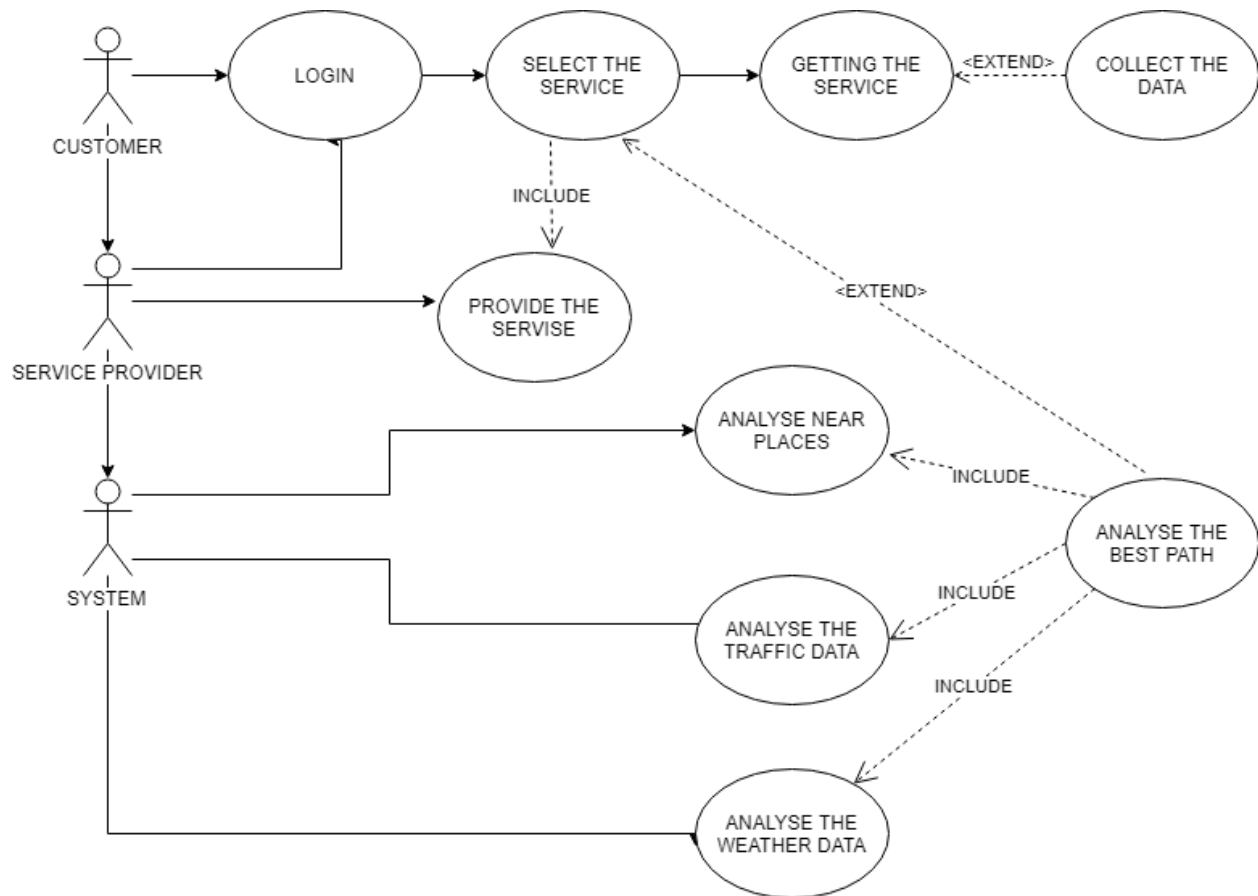 LOGIN
SELECT THE
SERVICE
GETTING THE
SERVICE
<EXTEND>
COLLECT THE
DATA
CUSTOMER
INCLUDE
PROVIDE THE
SERVISE
<EXTEND>
SERVICE PROVIDER
ANALYSE NEAR
PLACES
INCLUDE
ANALYSE THE
BEST PATH
SYSTEM
INCLUDE
ANALYSE THE
TRAFFIC DATA
INCLUDE
ANALYSE THE
WEATHER DATA